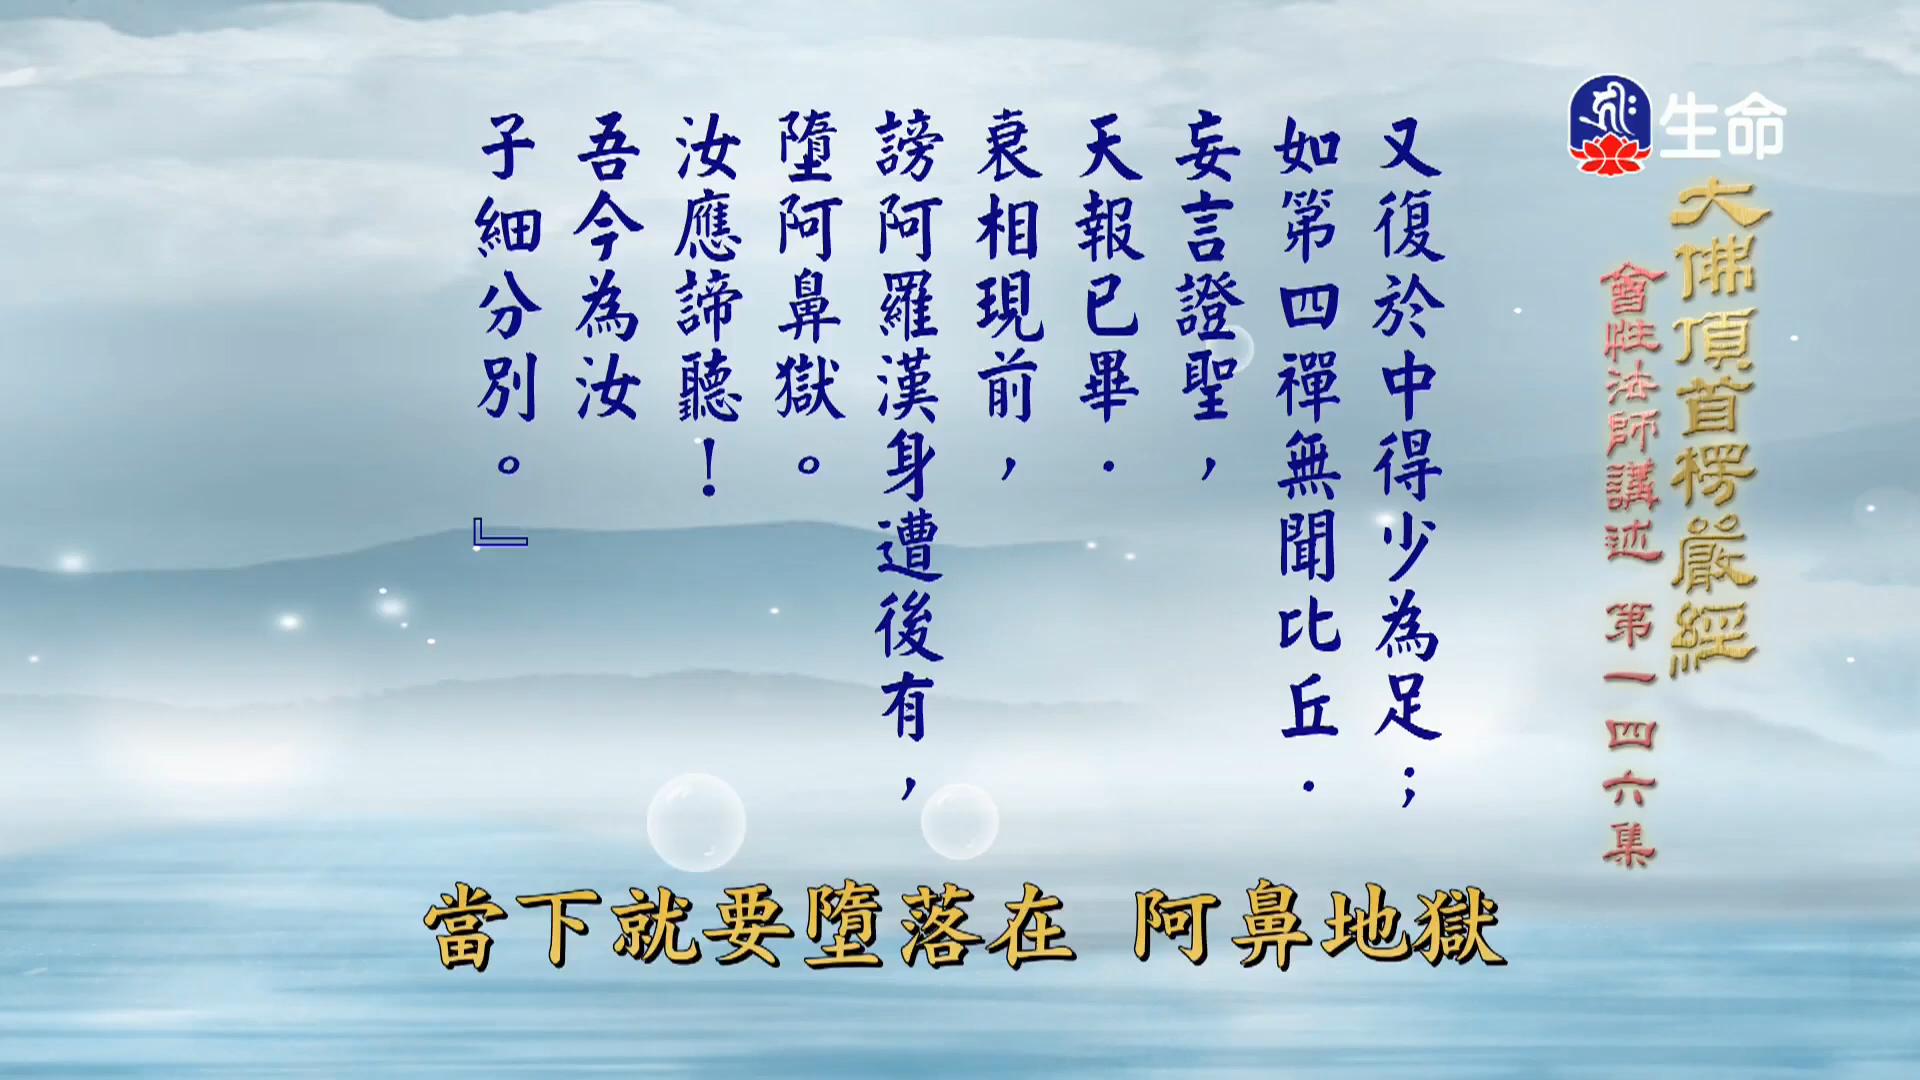 生命
大佛頂首楞嚴經
會性法師講述 第一四六集
又復於中得少為足；
如第四禪無聞比丘．
妄言證聖，
天報已畢．
衰相現前，
謗阿羅漢身遭後有，
墮阿鼻獄。
汝應諦聽！
吾今為汝
子細分別。』
當下就要墮落在 阿鼻地獄